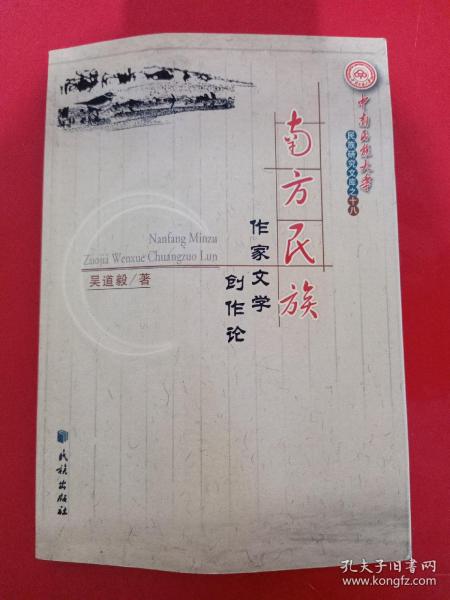 中南民族大学
民族研究文库之十八
南方民族
作家文学
创作论
Nanfang Minzu
Zuojia Wenxue Chuangzuo Lun
吴道毅/著
民族出版社
孔夫子旧书网
www.kongfz.com